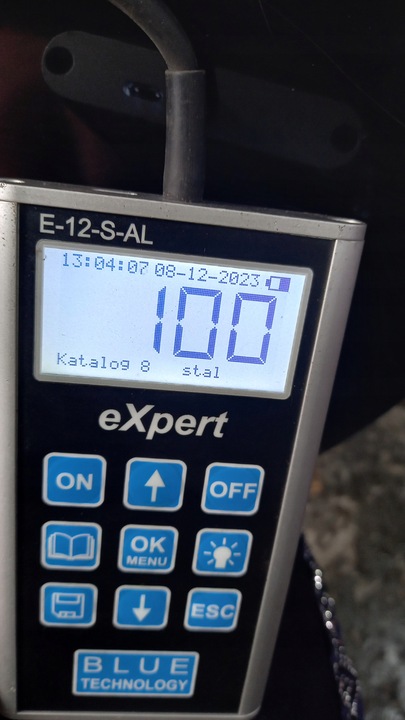 E-12-S-AL
13:04:07 08-12-2023
100
Katalog 8 stal
eXpert
ON OFF
OK
MENU
ESC
BLUE
TECHNOLOGY